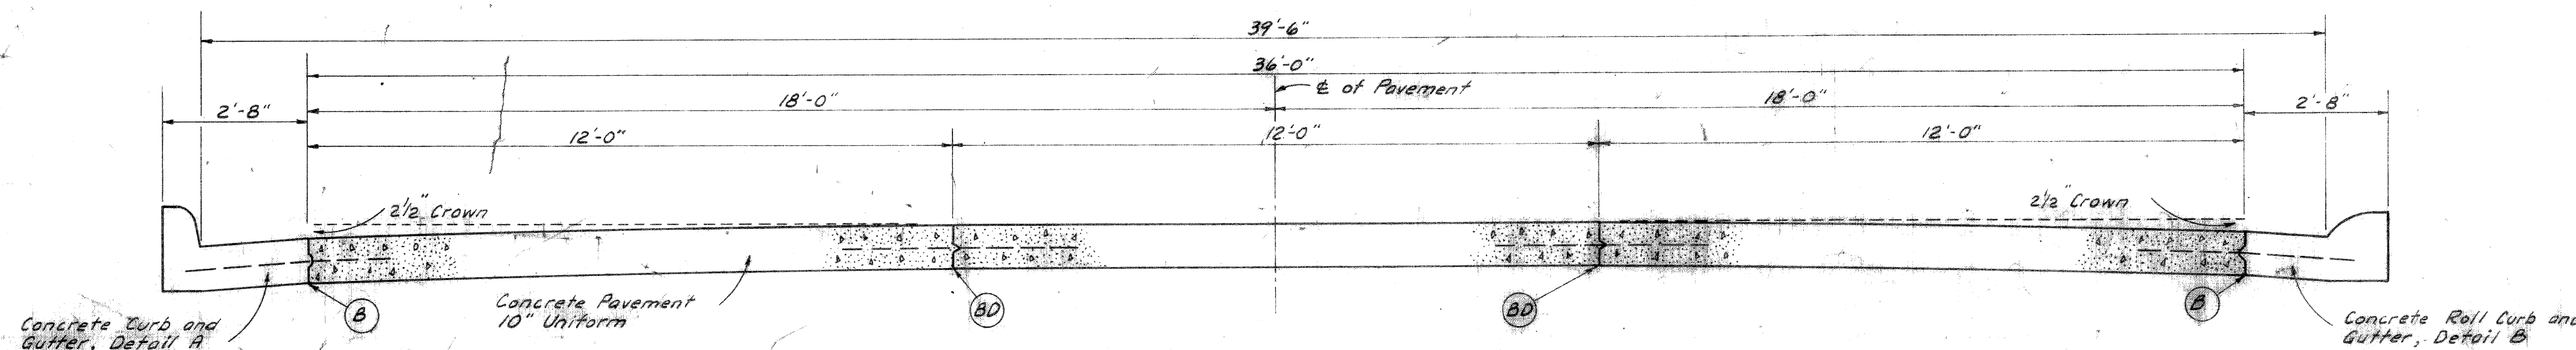 39'-6"
36'-0"
℄ of Pavement
2'-8"
18'-0"
18'-0"
2'-8"
12'-0"
12'-0"
12'-0"
2½" Crown
2½" Crown
B
BD
BD
B
Concrete Pavement
10" Uniform
Concrete Curb and
Gutter, Detail A
Concrete Roll Curb and
Gutter, Detail B